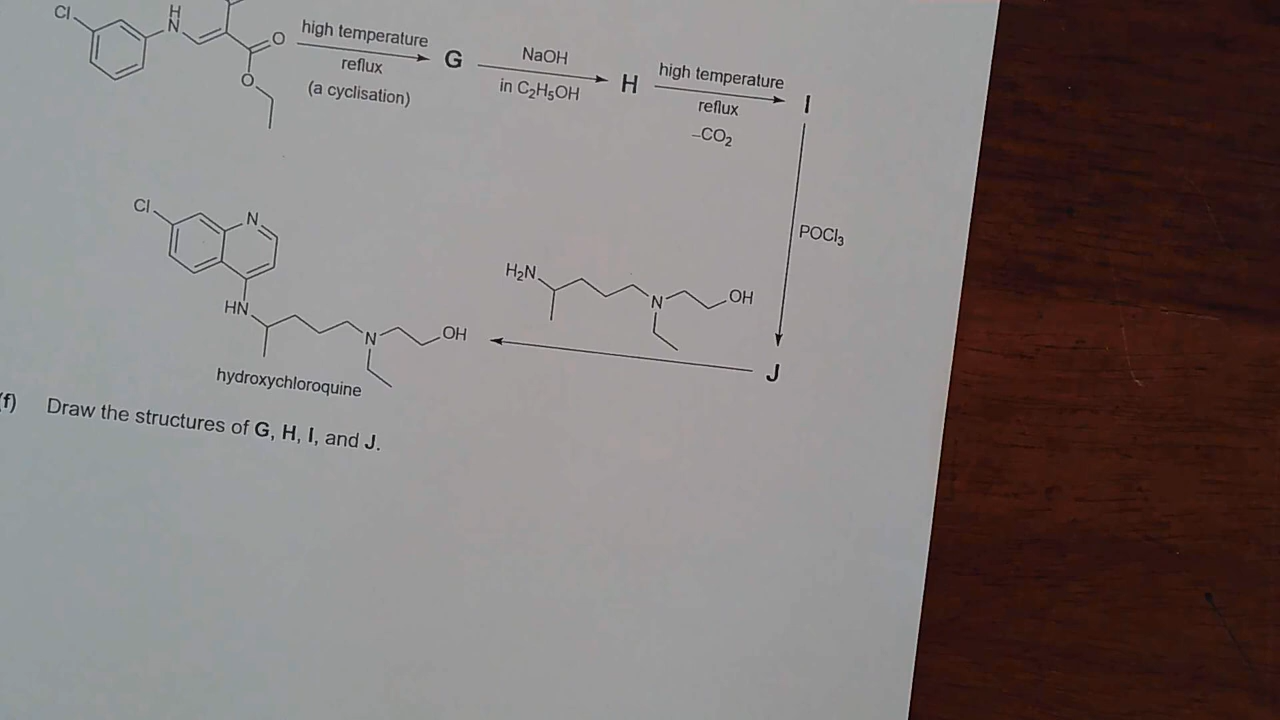 Cl
H
N
O
O
high temperature
reflux
(a cyclisation)
G
NaOH
in C₂H₅OH
H
high temperature
reflux
–CO₂
I
POCl₃
Cl
N
HN
N
OH
hydroxychloroquine
H₂N
N
OH
J
(f) Draw the structures of G, H, I, and J.